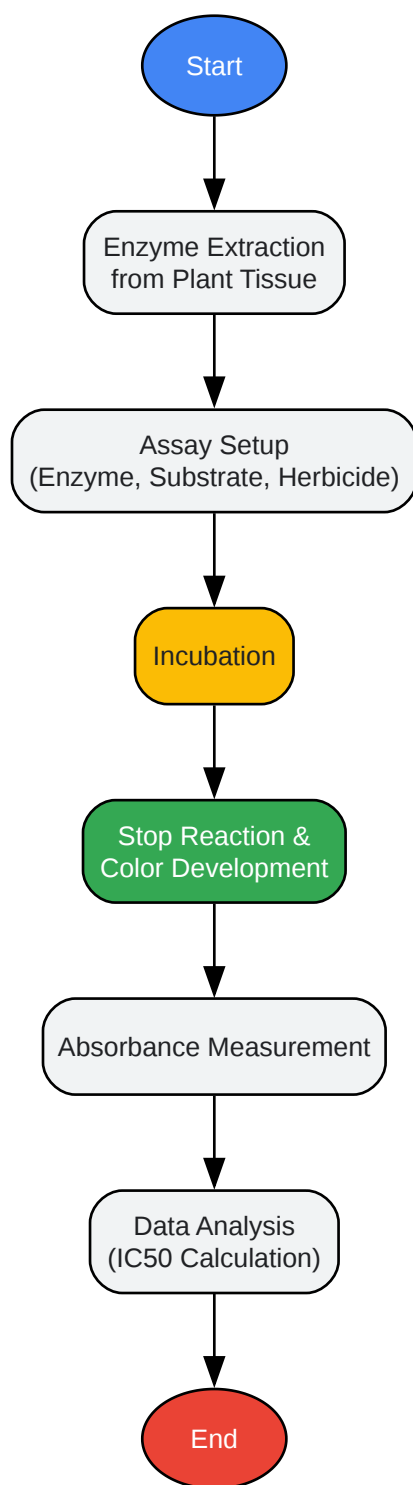 Start
Enzyme Extraction
from Plant Tissue
Assay Setup
(Enzyme, Substrate, Herbicide)
Incubation
Stop Reaction &
Color Development
Absorbance Measurement
Data Analysis
(IC50 Calculation)
End